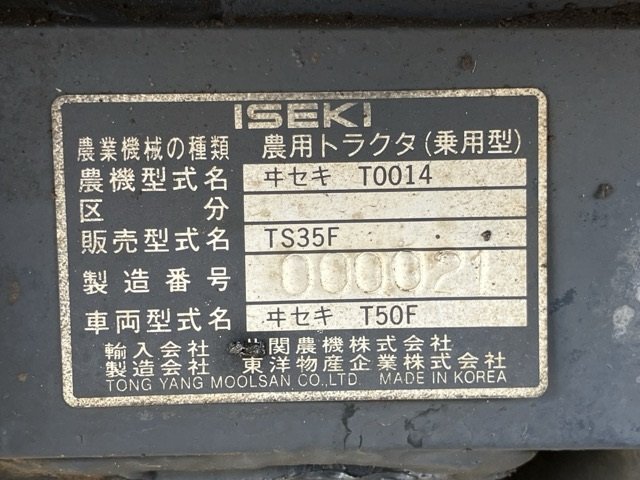 ISEKI
農業機械の種類 農用トラクタ(乗用型)
農機型式名 ヰセキ T0014
区分
販売型式名 TS35F
製造番号 000021
車両型式名 ヰセキ T50F
輸入会社 井関農機株式会社
製造会社 東洋物産企業株式会社
TONG YANG MOOLSAN CO.,LTD. MADE IN KOREA